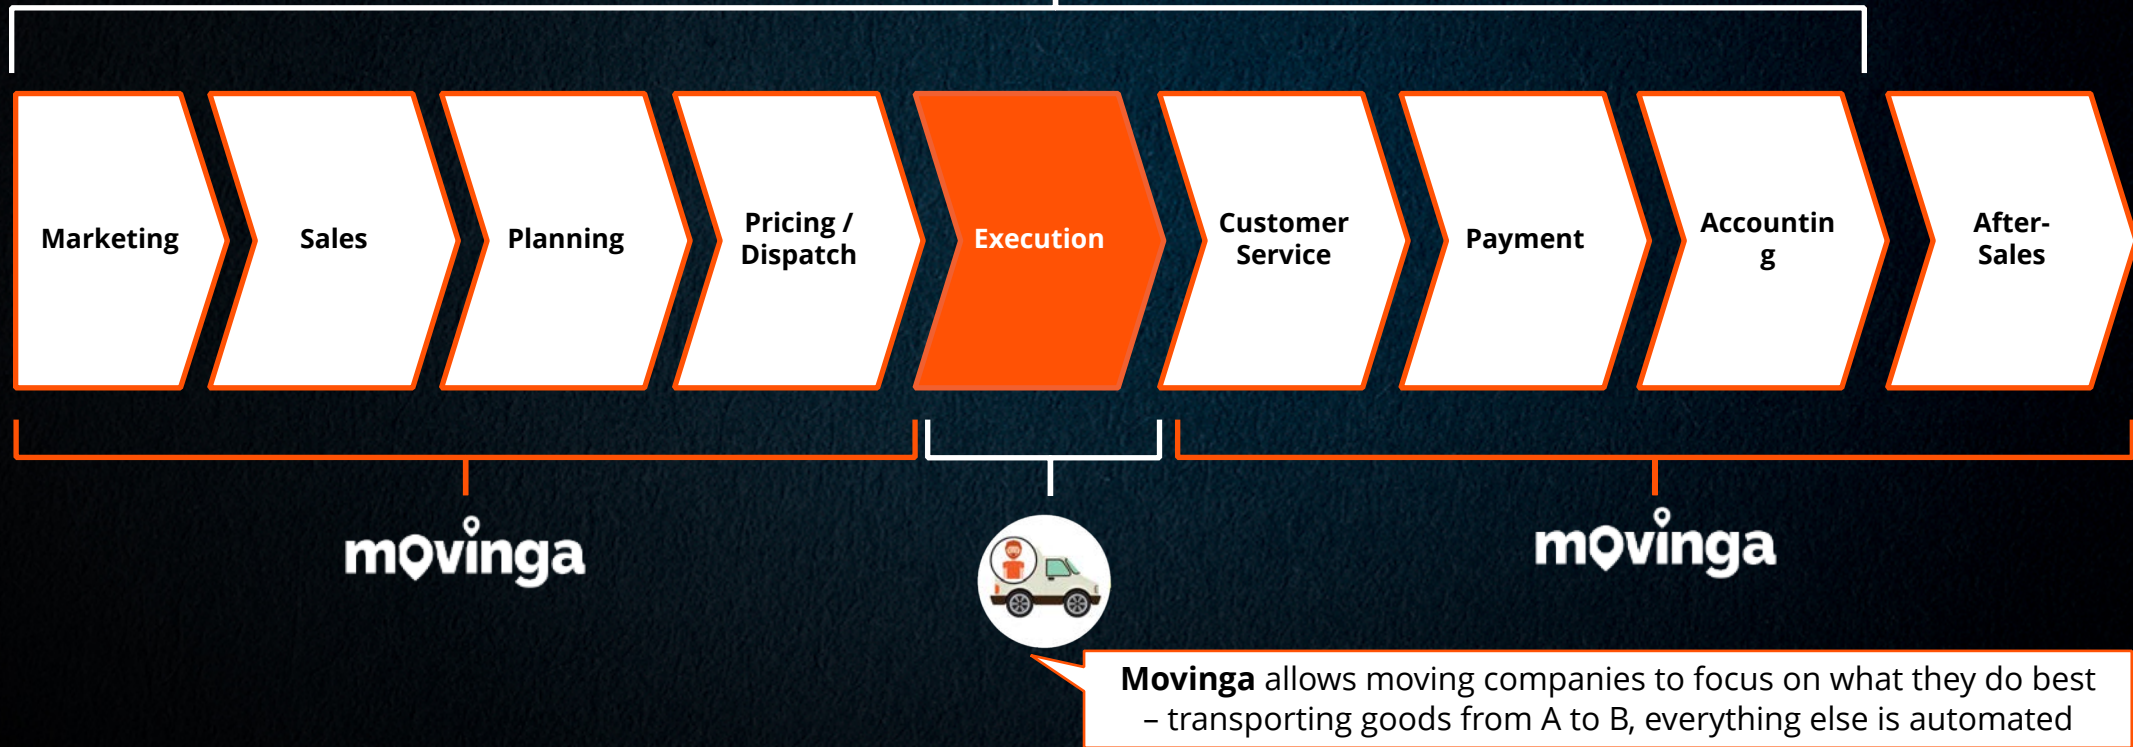 Marketing
Sales
Planning
Pricing /
Dispatch
Execution
Customer
Service
Payment
Accountin
g
After-
Sales
movinga
movinga
Movinga allows moving companies to focus on what they do best
– transporting goods from A to B, everything else is automated